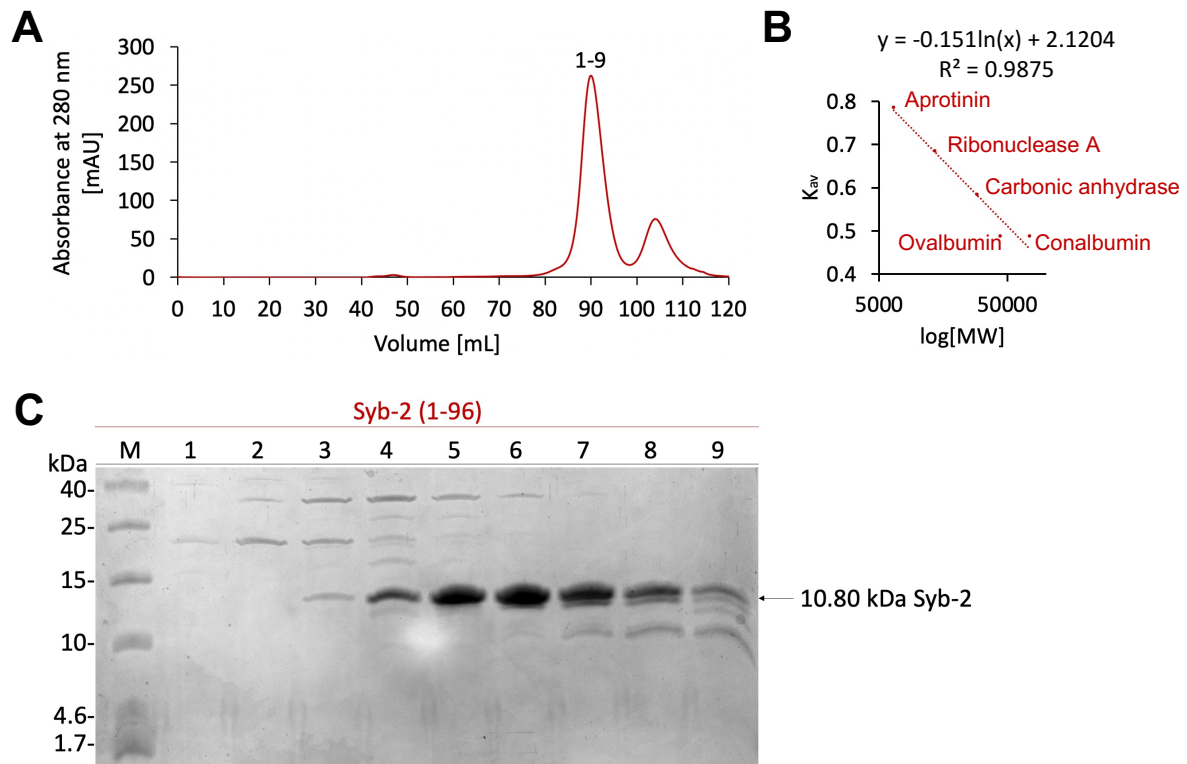 A
Absorbance at 280 nm
[mAU]
300
250
200
150
100
50
0
1-9
0 10 20 30 40 50 60 70 80 90 100 110 120
Volume [mL]
B
y = -0.151ln(x) + 2.1204
R² = 0.9875
Kav
0.8
0.7
0.6
0.5
0.4
Aprotinin
Ribonuclease A
Carbonic anhydrase
Ovalbumin
Conalbumin
5000 50000
log[MW]
C
Syb-2 (1-96)
kDa
M 1 2 3 4 5 6 7 8 9
40-
25-
15-
10-
4.6-
1.7-
10.80 kDa Syb-2